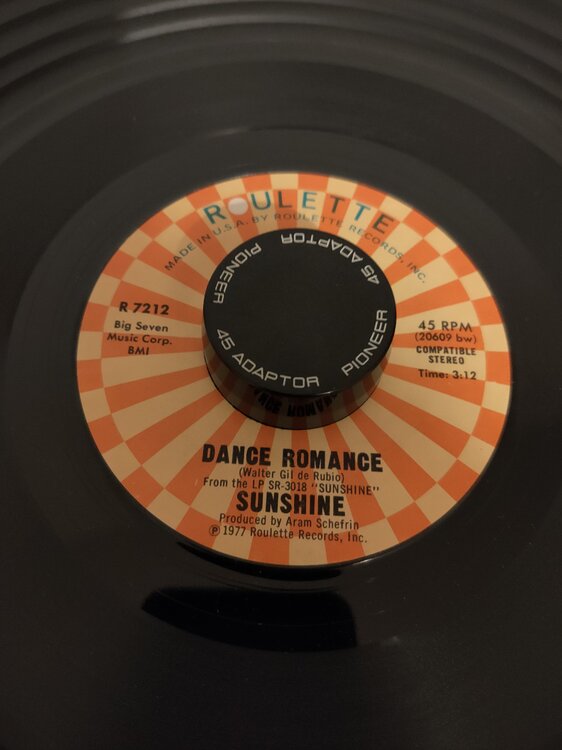 ROULETTE
MADE IN U.S.A. BY ROULETTE RECORDS, INC.
45 ADAPTOR
PIONEER
45 ADAPTOR
PIONEER
R 7212
Big Seven
Music Corp.
BMI
45 RPM
(20609 bw)
COMPATIBLE
STEREO
Time: 3:12
DANCE ROMANCE
(Walter Gil de Rubio)
From the LP SR-3018 "SUNSHINE"
SUNSHINE
Produced by Aram Schefrin
℗ 1977 Roulette Records, Inc.